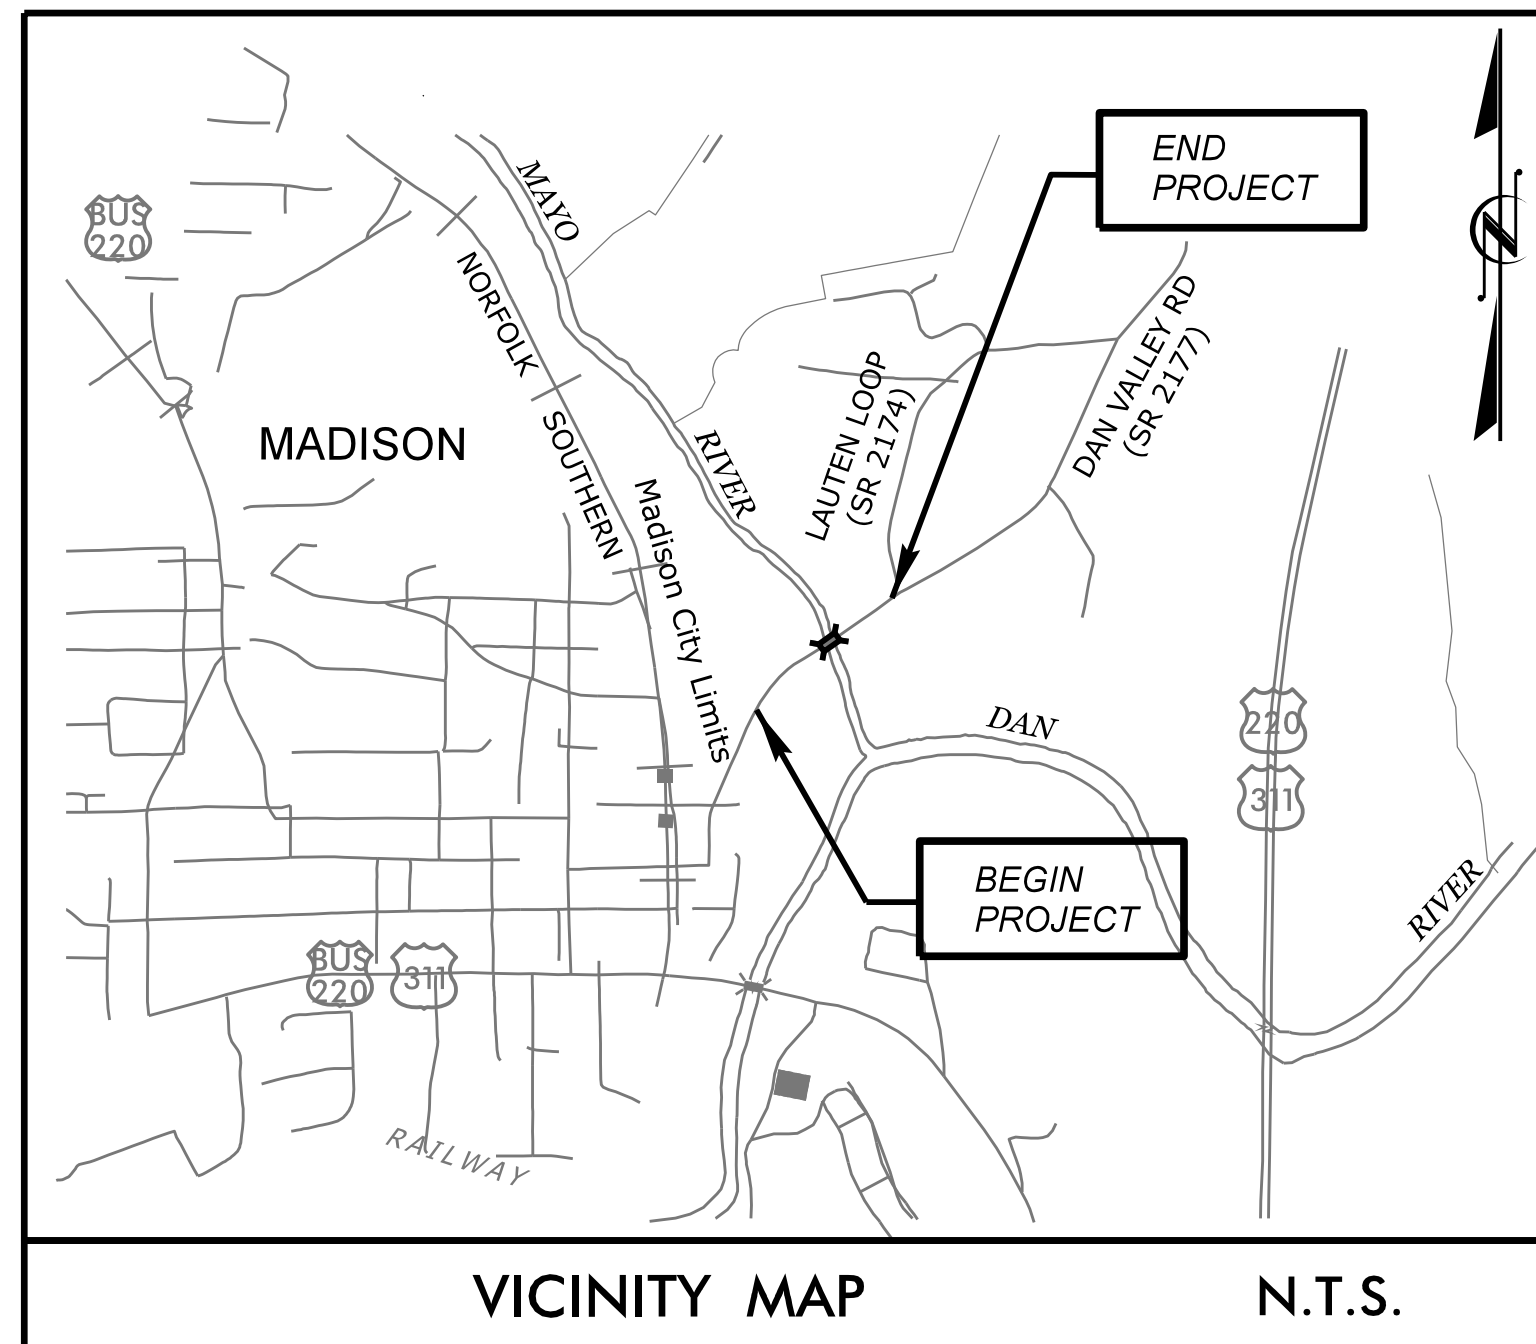 END
PROJECT
MAYO
BUS
220
NORFOLK
DAN VALLEY RD
(SR 2177)
LAUTEN LOOP
(SR 2174)
MADISON
SOUTHERN
RIVER
Madison City Limits
DAN
220
311
BEGIN
PROJECT
RIVER
BUS
220
311
RAILWAY
VICINITY MAP
N.T.S.
N